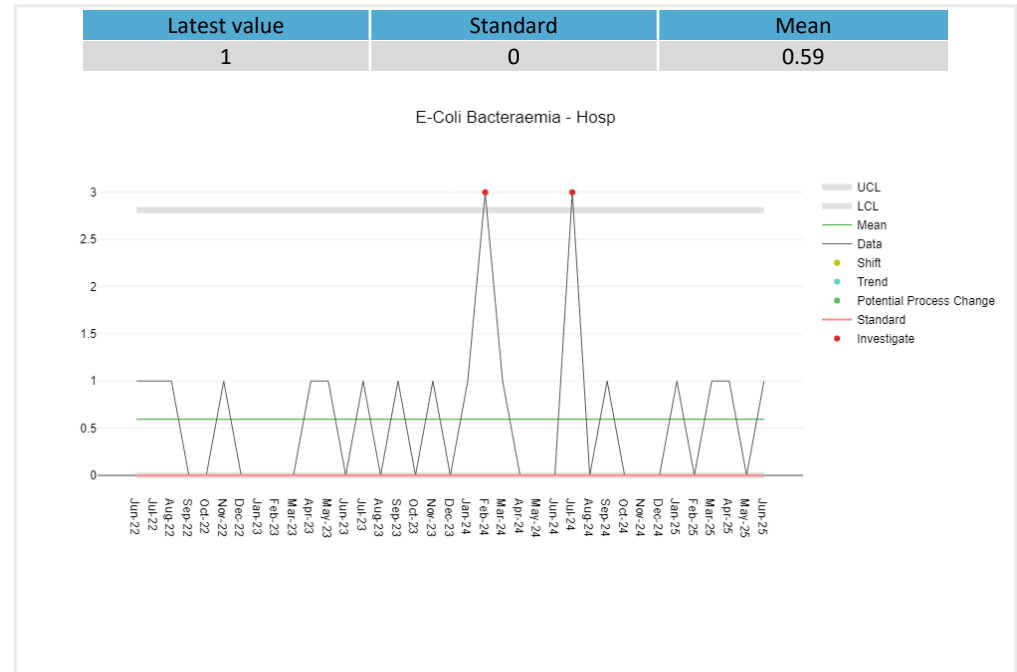 Latest value Standard Mean
1 0 0.59
E-Coli Bacteraemia - Hosp
3
2.5
2
1.5
1
0.5
0
UCL
LCL
Mean
Data
Shift
Trend
Potential Process Change
Standard
Investigate
Jun-22
Jul-22
Aug-22
Sep-22
Oct-22
Nov-22
Dec-22
Jan-23
Feb-23
Mar-23
Apr-23
May-23
Jun-23
Jul-23
Aug-23
Sep-23
Oct-23
Nov-23
Dec-23
Jan-24
Feb-24
Mar-24
Apr-24
May-24
Jun-24
Jul-24
Aug-24
Sep-24
Oct-24
Nov-24
Dec-24
Jan-25
Feb-25
Mar-25
Apr-25
May-25
Jun-25